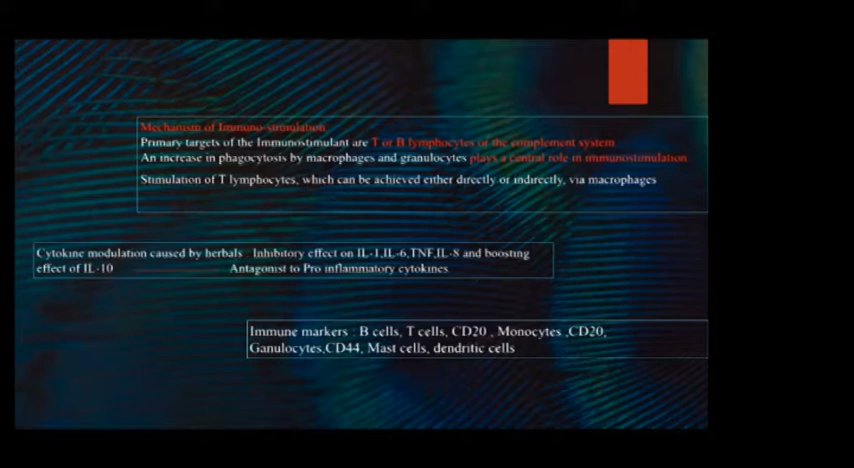 Mechanism of Immuno-stimulation
Primary targets of the Immunostimulant are T or B lymphocytes or the complement system
An increase in phagocytosis by macrophages and granulocytes plays a central role in immunostimulation.
Stimulation of T lymphocytes, which can be achieved either directly or indirectly, via macrophages
Cytokine modulation caused by herbals : Inhibitory effect on IL-1,IL-6,TNF,IL-8 and boosting
effect of IL-10 Antagonist to Pro inflammatory cytokines
Immune markers : B cells, T cells, CD20 , Monocytes ,CD20,
Ganulocytes,CD44, Mast cells, dendritic cells